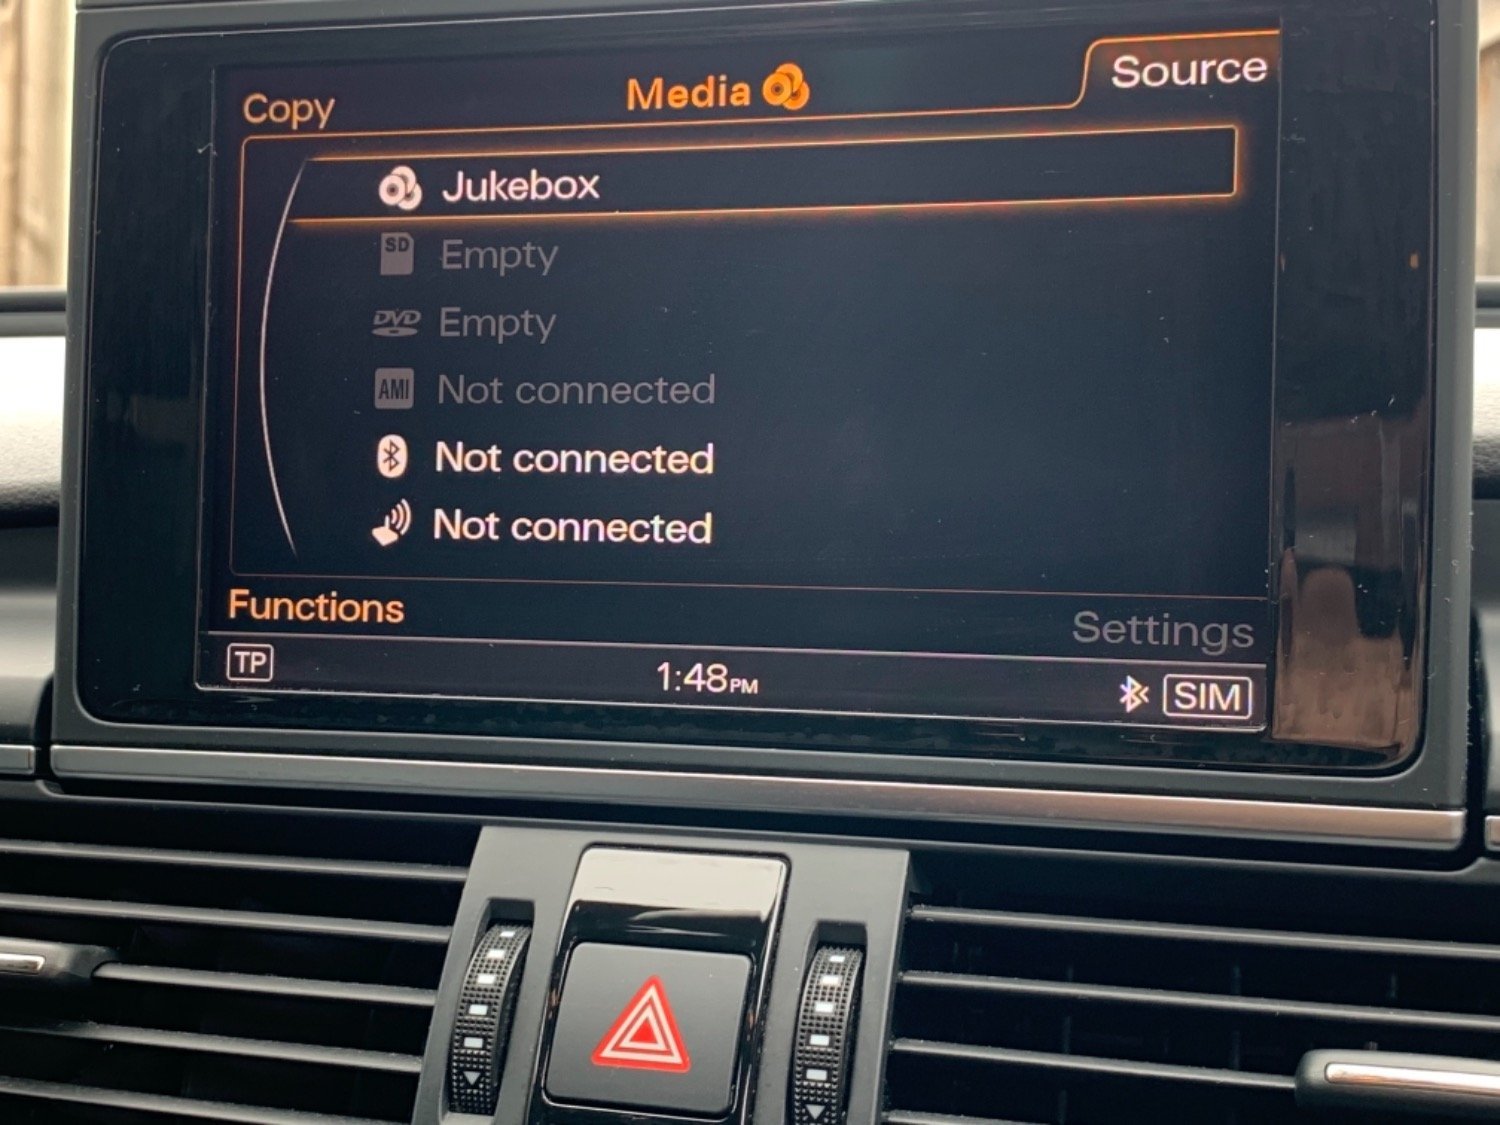 Copy Media Source
Jukebox
SD Empty
DVD Empty
AMI Not connected
Not connected
Not connected
Functions Settings
TP 1:48PM SIM